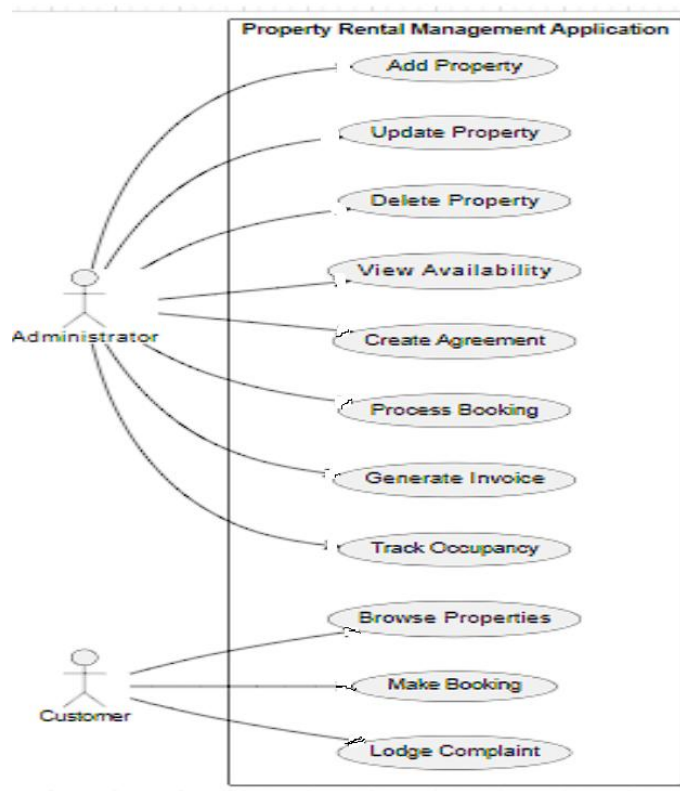 Property Rental Management Application
Add Property
Update Property
Delete Property
View Availability
Administrator
Create Agreement
Process Booking
Generate Invoice
Track Occupancy
Browse Properties
Make Booking
Customer
Lodge Complaint